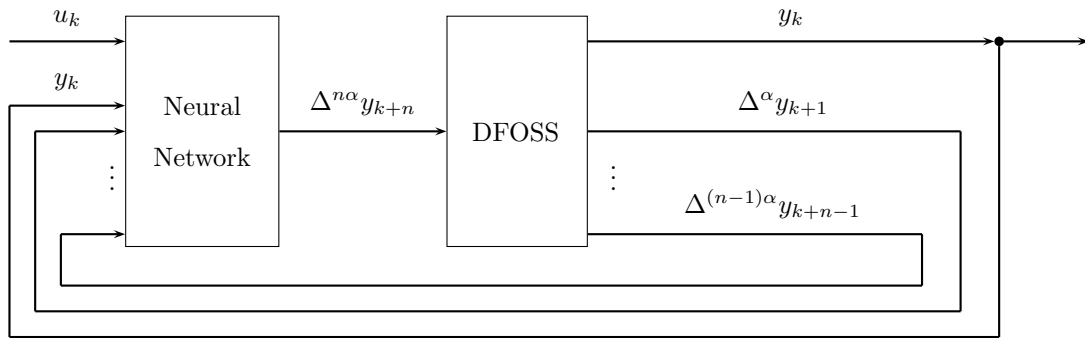 u_k
y_k
Neural
Network
⋮
Δ^{nα}y_{k+n}
DFOSS
y_k
Δ^{α}y_{k+1}
⋮
Δ^{(n−1)α}y_{k+n−1}